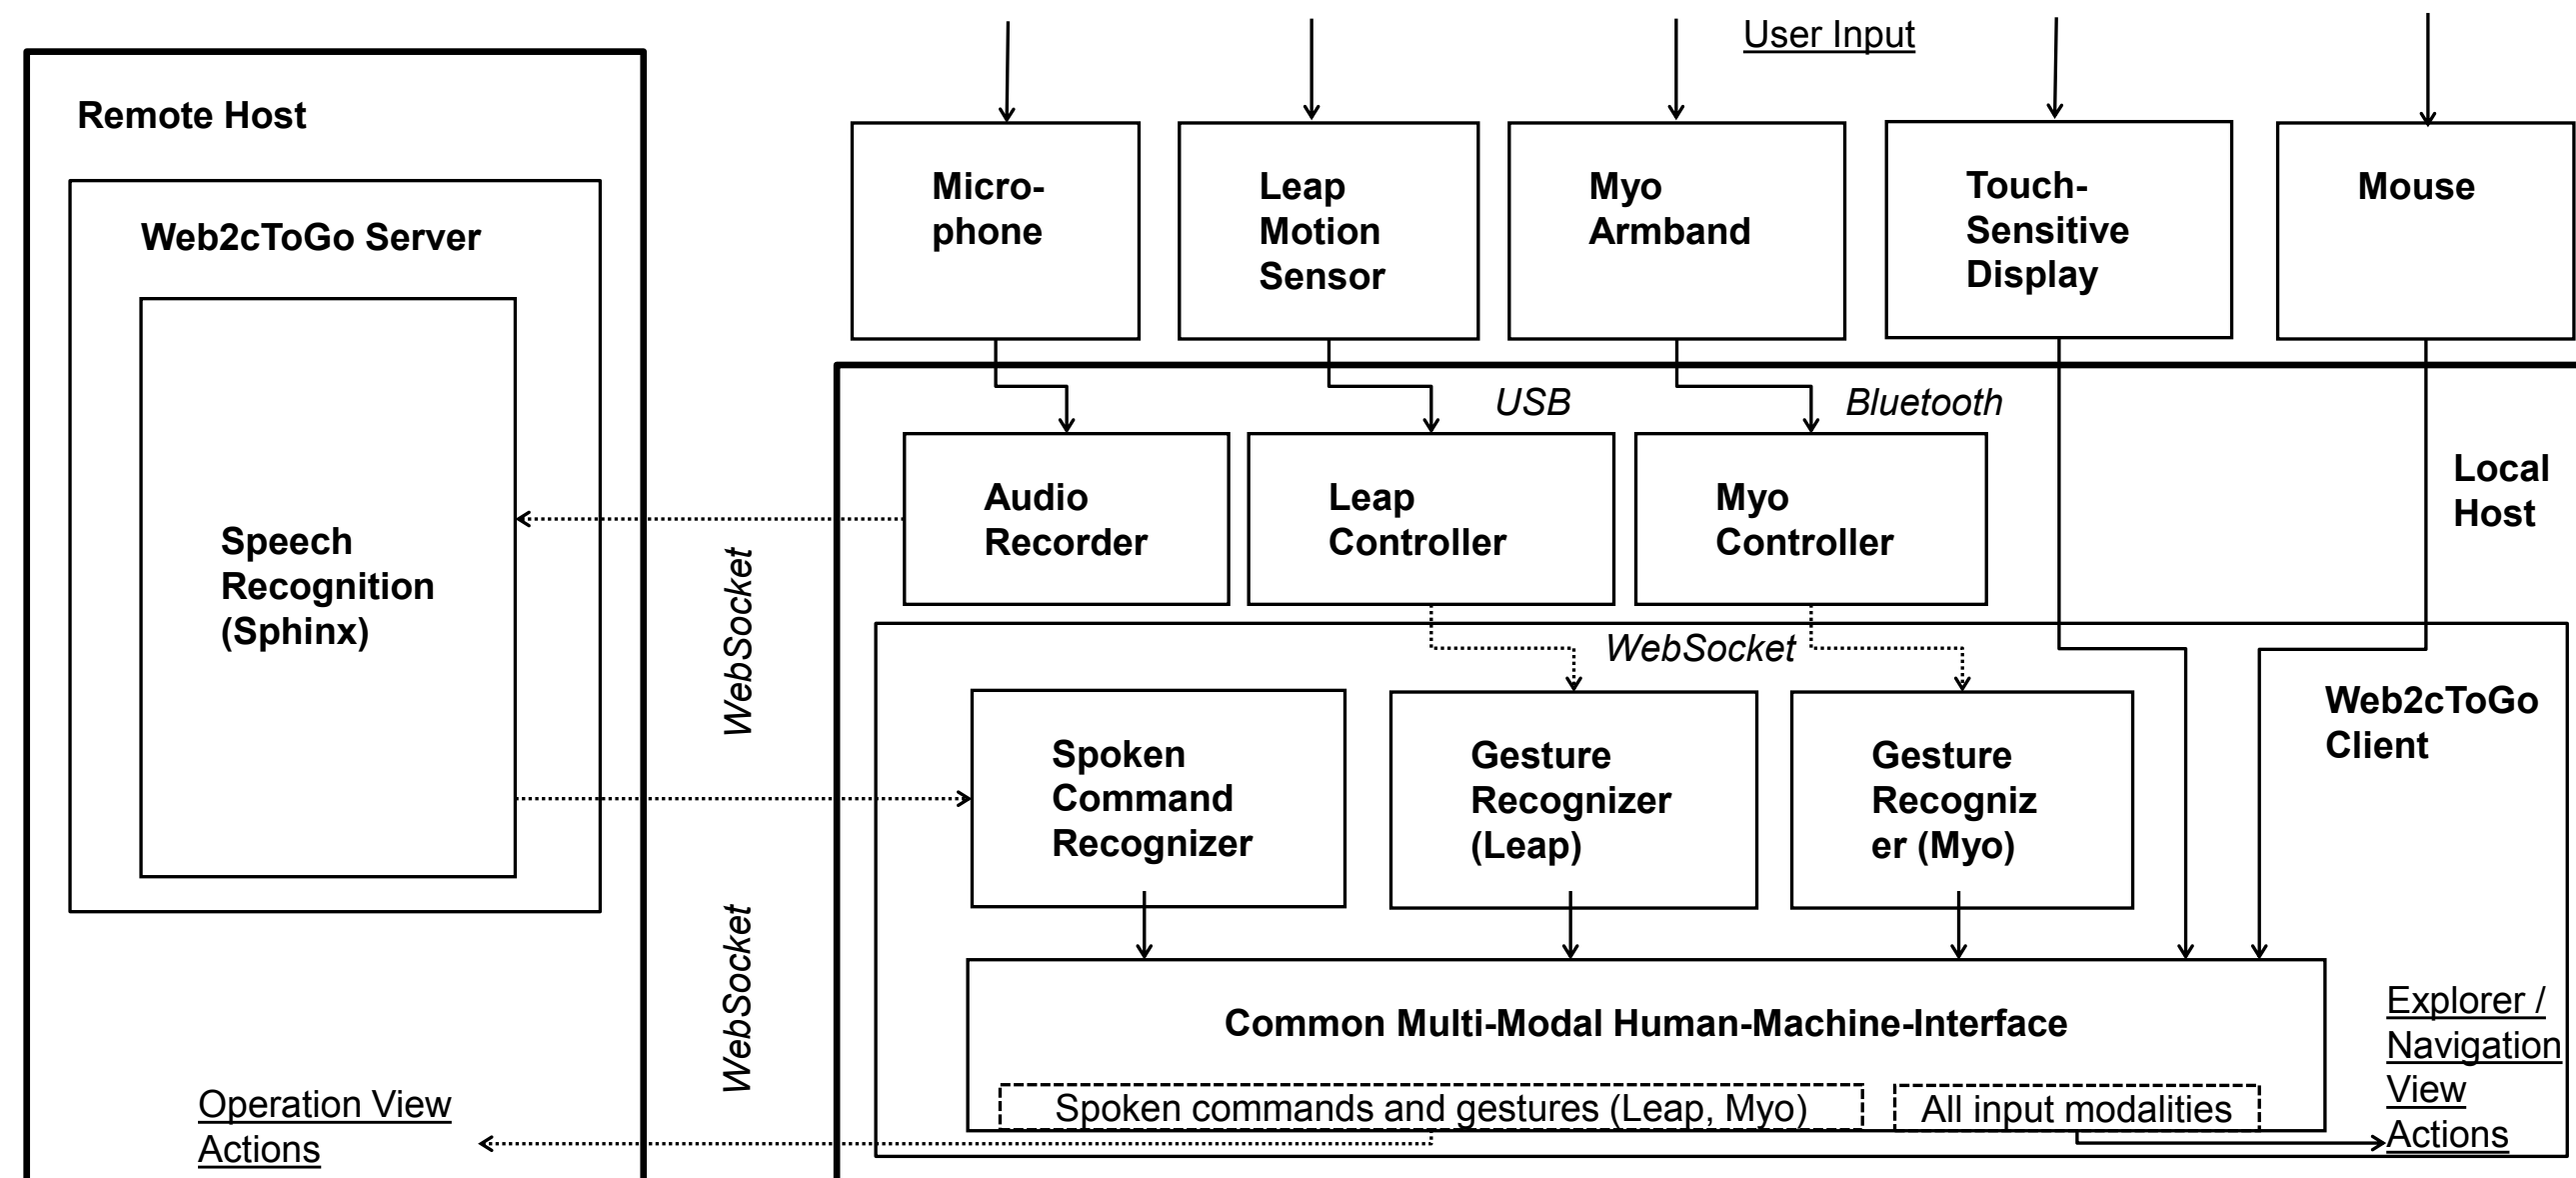 User Input
Remote Host
Web2cToGo Server
Speech
Recognition
(Sphinx)
Micro-
phone
Leap
Motion
Sensor
Myo
Armband
Touch-
Sensitive
Display
Mouse
USB
Bluetooth
Local
Host
Audio
Recorder
Leap
Controller
Myo
Controller
WebSocket
WebSocket
Web2cToGo
Client
Spoken
Command
Recognizer
Gesture
Recognizer
(Leap)
Gesture
Recogniz
er (Myo)
WebSocket
Common Multi-Modal Human-Machine-Interface
Spoken commands and gestures (Leap, Myo)
All input modalities
Explorer /
Navigation
View
Actions
Operation View
Actions